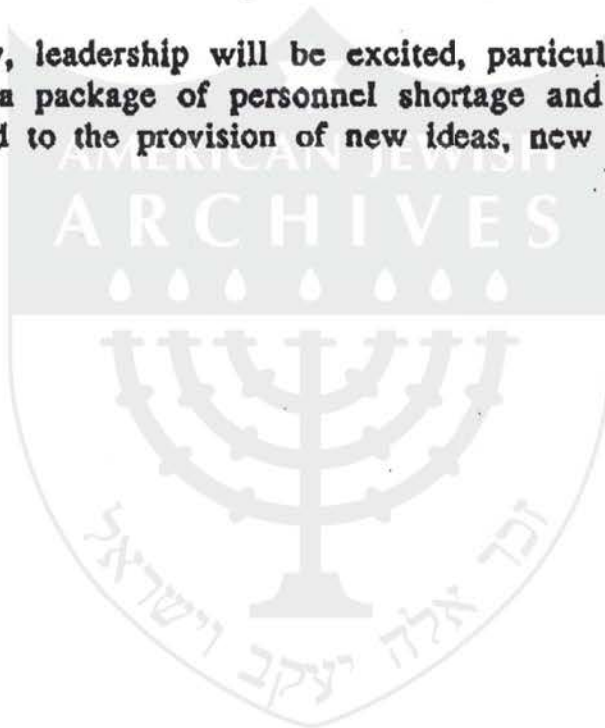 , leadership will be excited, particul
a package of personnel shortage and
d to the provision of new ideas, new
AMERICAN JEWISH
ARCHIVES
זכר אלה יעקב וישראל